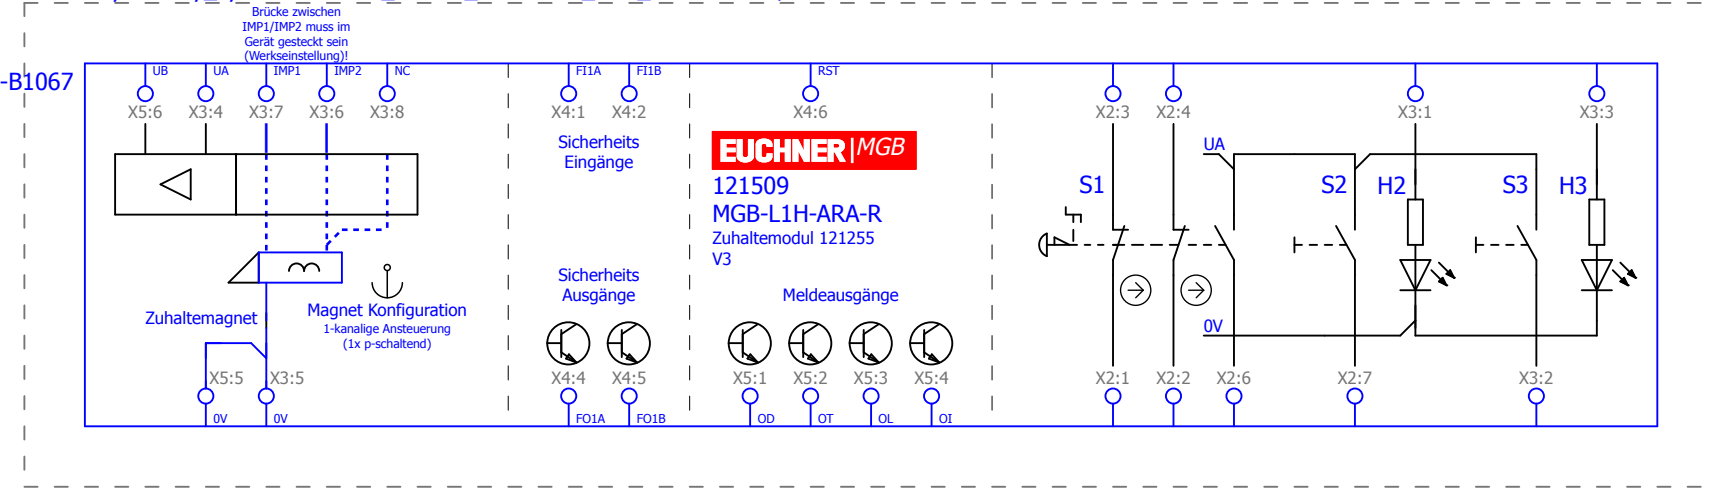 Brücke zwischen
IMP1/IMP2 muss im
Gerät gesteckt sein
(Werkseinstellung)!
-B1067
UB UA IMP1 IMP2 NC FI1A FI1B RST
X5:6 X3:4 X3:7 X3:6 X3:8 X4:1 X4:2 X4:6 X2:3 X2:4 X3:1 X3:3
Sicherheits
Eingänge
EUCHNER|MGB
121509
MGB-L1H-ARA-R
Zuhaltemodul 121255
V3
UA
S1 S2 H2 S3 H3
Sicherheits
Ausgänge
Meldeausgänge
Zuhaltemagnet
Magnet Konfiguration
1-kanalige Ansteuerung
(1x p-schaltend)
0V
X5:5 X3:5 X4:4 X4:5 X5:1 X5:2 X5:3 X5:4 X2:1 X2:2 X2:6 X2:7 X3:2
0V 0V FO1A FO1B OD OT OL OI